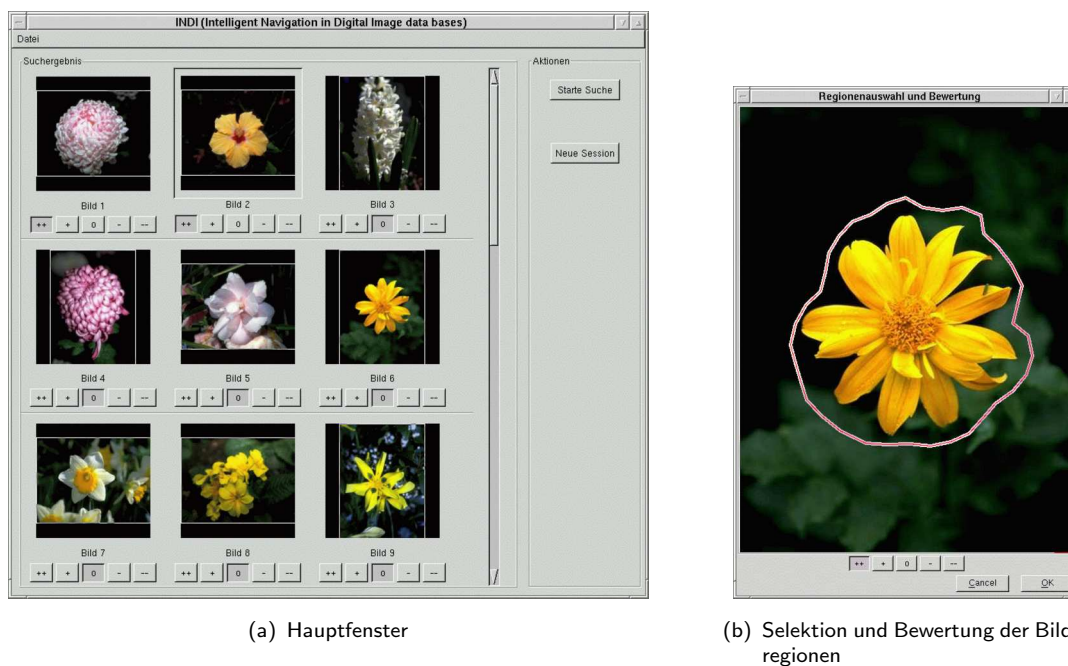 INDI (Intelligent Navigation in Digital Image data bases)
Datei
Suchergebnis
Aktionen
Starte Suche
Neue Session
Bild 1
Bild 2
Bild 3
++ + 0 - -- ++ + 0 - -- ++ + 0 - --
Bild 4
Bild 5
Bild 6
++ + 0 - -- ++ + 0 - -- ++ + 0 - --
Bild 7
Bild 8
Bild 9
++ + 0 - -- ++ + 0 - -- ++ + 0 - --
(a) Hauptfenster
Regionenauswahl und Bewertung
++ + 0 - --
Cancel
OK
(b) Selektion und Bewertung der Bild
regionen